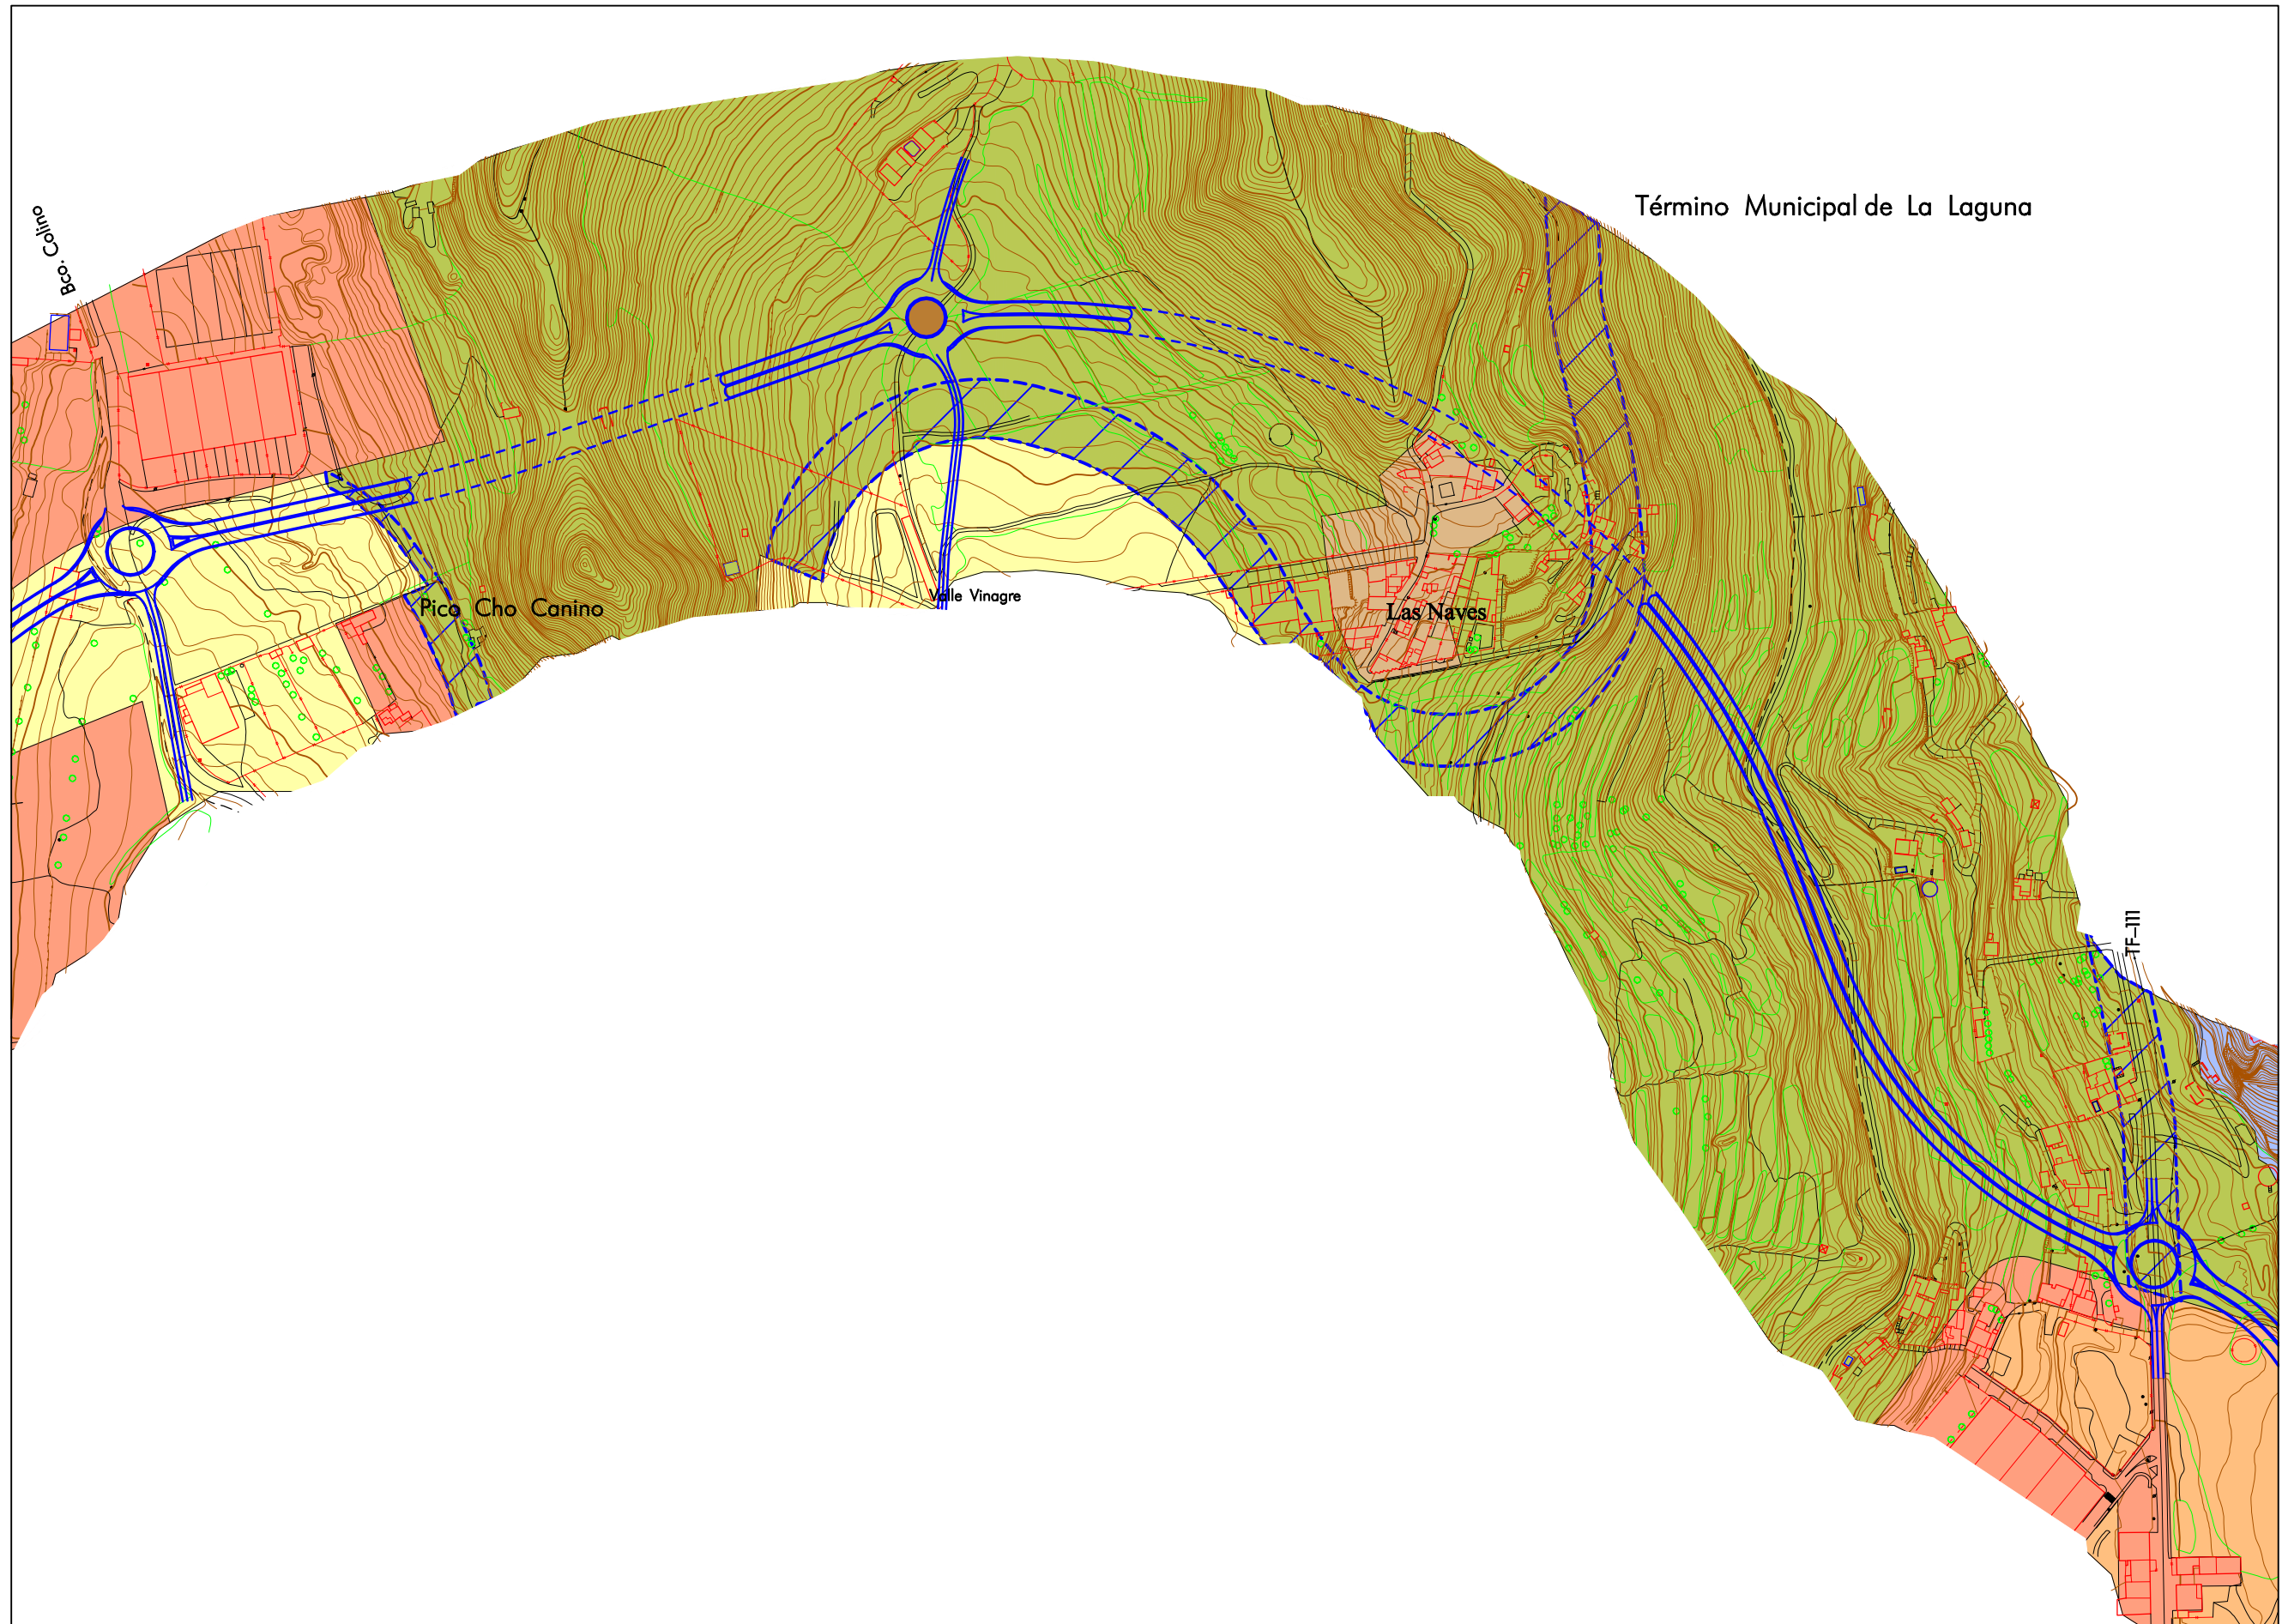 Término Municipal de La Laguna
Bco. Colino
Valle Vinagre
Pico Cho Canino
Las Naves
TF-111